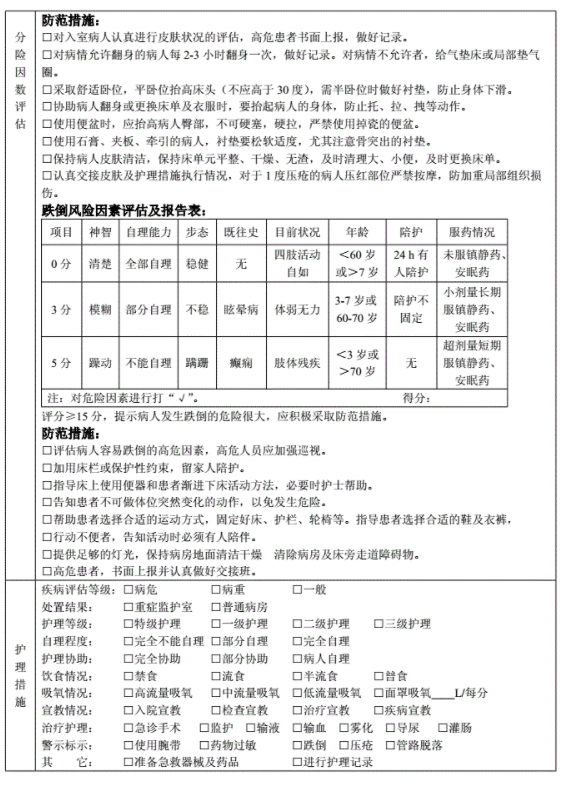 防范措施：
□对入室病人认真进行皮肤状况的评估，高危患者书面上报，做好记录。
□对病情允许翻身的病人每2-3小时翻身一次，做好记录。对病情不允许者，给气垫床或局部垫气
圈。
□采取舒适卧位，平卧位抬高床头（不应高于30度），需半卧位时做好衬垫，防止身体下滑。
□协助病人翻身或更换床单及衣服时，要抬起病人的身体，防止托、拉、拽等动作。
□使用便盆时，应抬高病人臀部，不可硬塞，硬拉，严禁使用掉瓷的便盆。
□使用石膏、夹板、牵引的病人，衬垫要松软适度，尤其注意骨突出的衬垫。
□保持病人皮肤清洁，保持床单元平整、干燥、无渣，及时清理大、小便，及时更换床单。
□认真交接皮肤及护理措施执行情况，对于1度压疮的病人压红部位严禁按摩，防加重局部组织损
伤。
分险因数评估
跌倒风险因素评估及报告表：
项目 神智 自理能力 步态 既往史 目前状况 年龄 陪护 服药情况
0分 清楚 全部自理 稳健 无 四肢活动自如 ＜60岁或＞7岁 24h有人陪护 未服镇静药、安眠药
3分 模糊 部分自理 不稳 眩晕病 体弱无力 3-7岁或60-70岁 陪护不固定 小剂量长期服镇静药、安眠药
5分 躁动 不能自理 蹒跚 癫痫 肢体残疾 ＜3岁或＞70岁 无 超剂量短期服镇静药、安眠药
注：对危险因素进行打“√”。 得分：
评分≥15分，提示病人发生跌倒的危险很大，应积极采取防范措施。
防范措施：
□评估病人容易跌倒的高危因素，高危人员应加强巡视。
□加用床栏或保护性约束，留家人陪护。
□指导床上使用便器和患者渐进下床活动方法，必要时护士帮助。
□告知患者不可做体位突然变化的动作，以免发生危险。
□帮助患者选择合适的运动方式，固定好床、护栏、轮椅等。指导患者选择合适的鞋及衣裤，
□行动不便者，告知活动时必须有人陪伴。
□提供足够的灯光，保持病房地面清洁干燥 清除病房及床旁走道障碍物。
□高危患者，书面上报并认真做好交接班。
护理措施
疾病评估等级：□病危 □病重 □一般
处置结果： □重症监护室 □普通病房
护理等级： □特级护理 □一级护理 □二级护理 □三级护理
自理程度： □完全不能自理 □部分自理 □完全自理
护理协助： □完全协助 □部分协助 □病人自理
饮食情况： □禁食 □流食 □半流食 □普食
吸氧情况： □高流量吸氧 □中流量吸氧 □低流量吸氧 □面罩吸氧____L/每分
宣教情况： □入院宣教 □检查宣教 □治疗宣教 □疾病宣教
治疗护理： □急诊手术 □监护 □输液 □输血 □雾化 □导尿 □灌肠
警示标示： □使用腕带 □药物过敏 □跌倒 □压疮 □管路脱落
其 它： □准备急救器械及药品 □进行护理记录